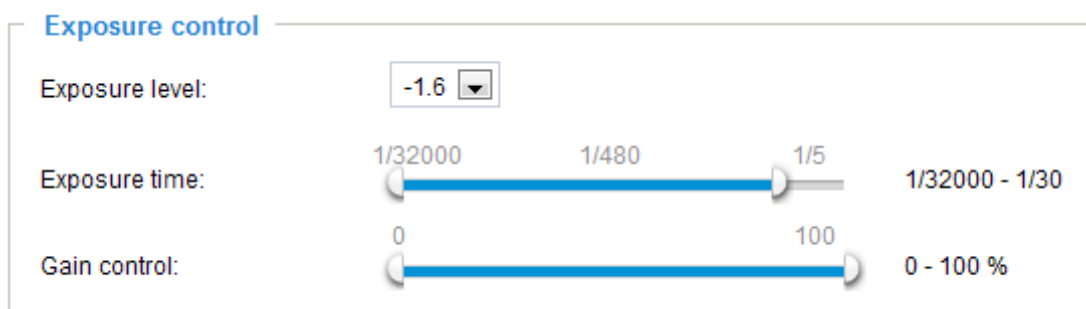 Exposure control
Exposure level: -1.6
1/32000 1/480 1/5
Exposure time: 1/32000 - 1/30
0 100
Gain control: 0 - 100 %